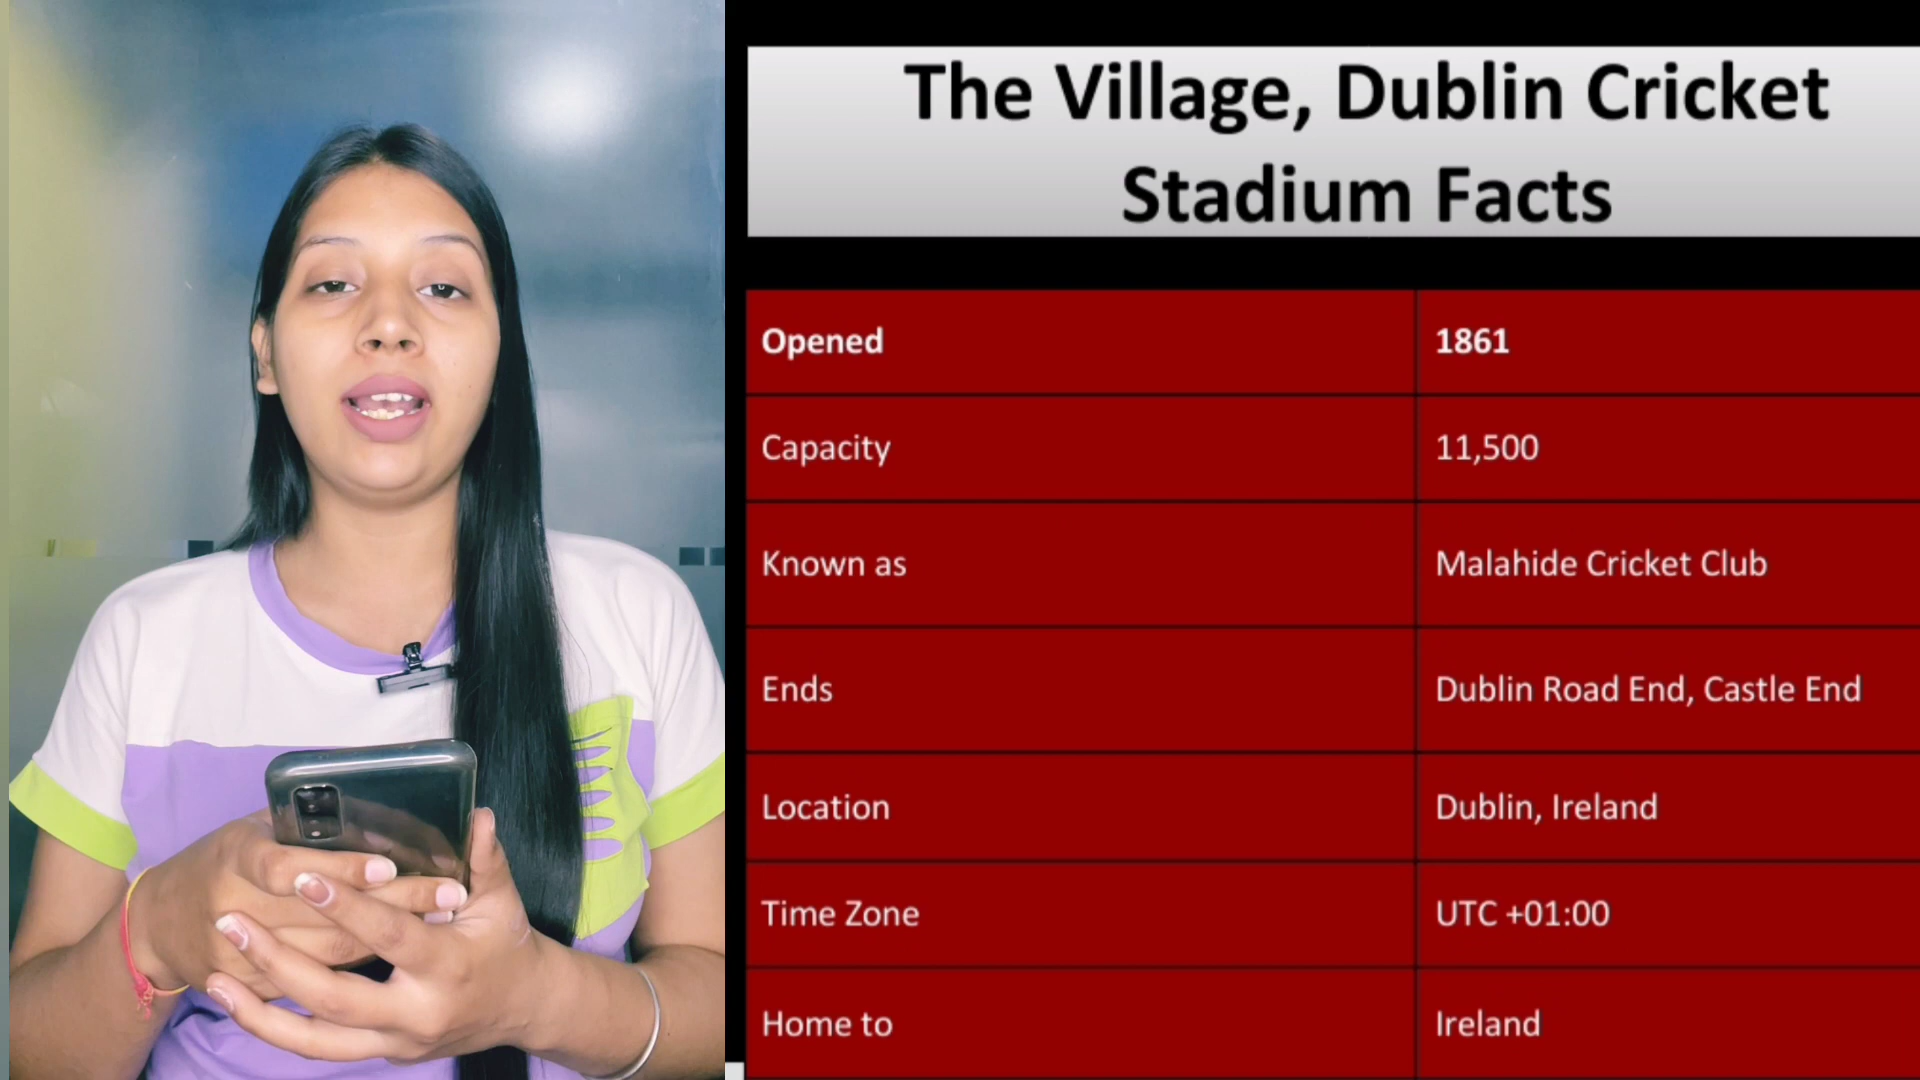 The Village, Dublin Cricket
Stadium Facts
Opened 1861
Capacity 11,500
Known as Malahide Cricket Club
Ends Dublin Road End, Castle End
Location Dublin, Ireland
Time Zone UTC +01:00
Home to Ireland